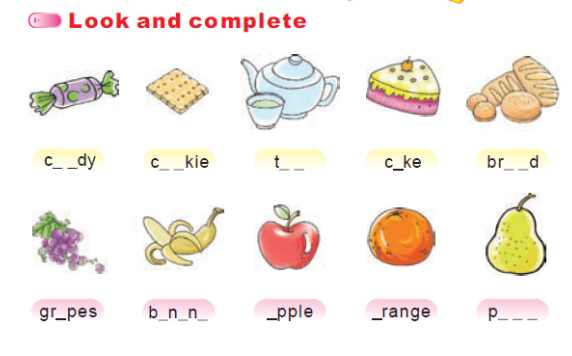 Look and complete
c_ _dy c_ _kie t_ _ c_ke br_ _d
gr_pes b_n_n_ _pple _range p_ _ _